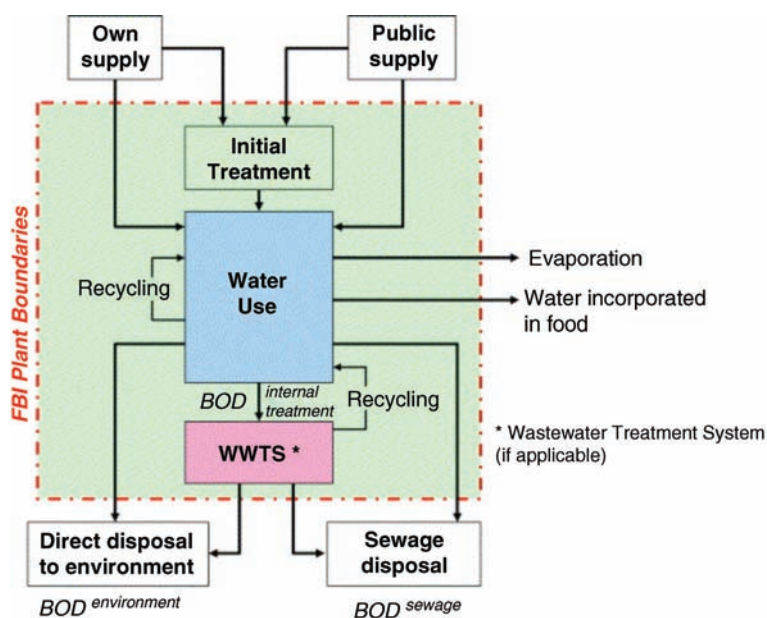 Own
supply
Public
supply
Initial
Treatment
FBI Plant Boundaries
Water
Use
Recycling
Evaporation
Water incorporated
in food
BOD internal
treatment
Recycling
WWTS *
* Wastewater Treatment System
(if applicable)
Direct disposal
to environment
Sewage
disposal
BOD environment
BOD sewage